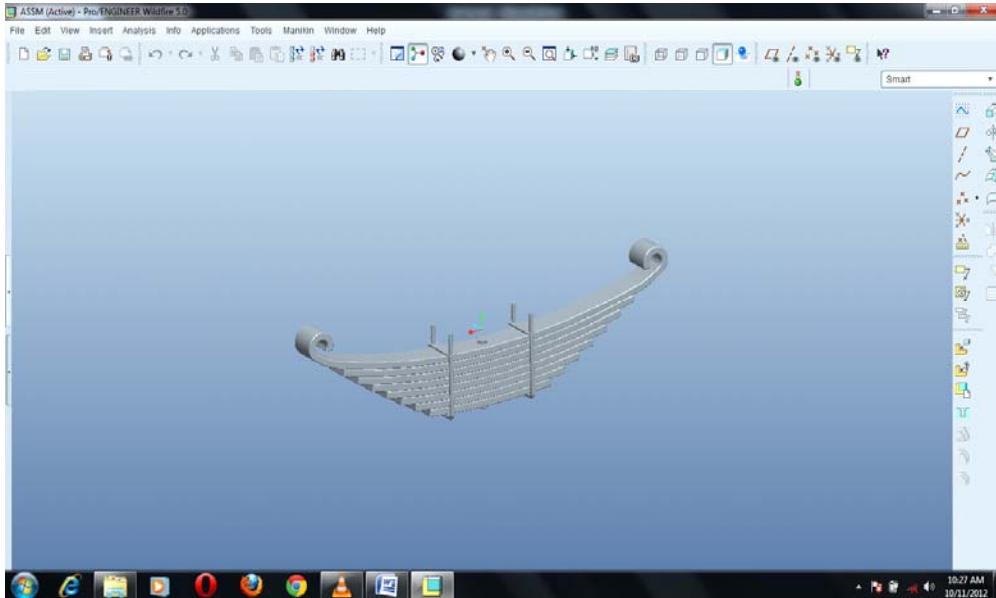 ASSM (Active) - Pro/ENGINEER Wildfire 5.0
File Edit View Insert Analysis Info Applications Tools Manikin Window Help
Smart
10:27 AM
10/11/2012